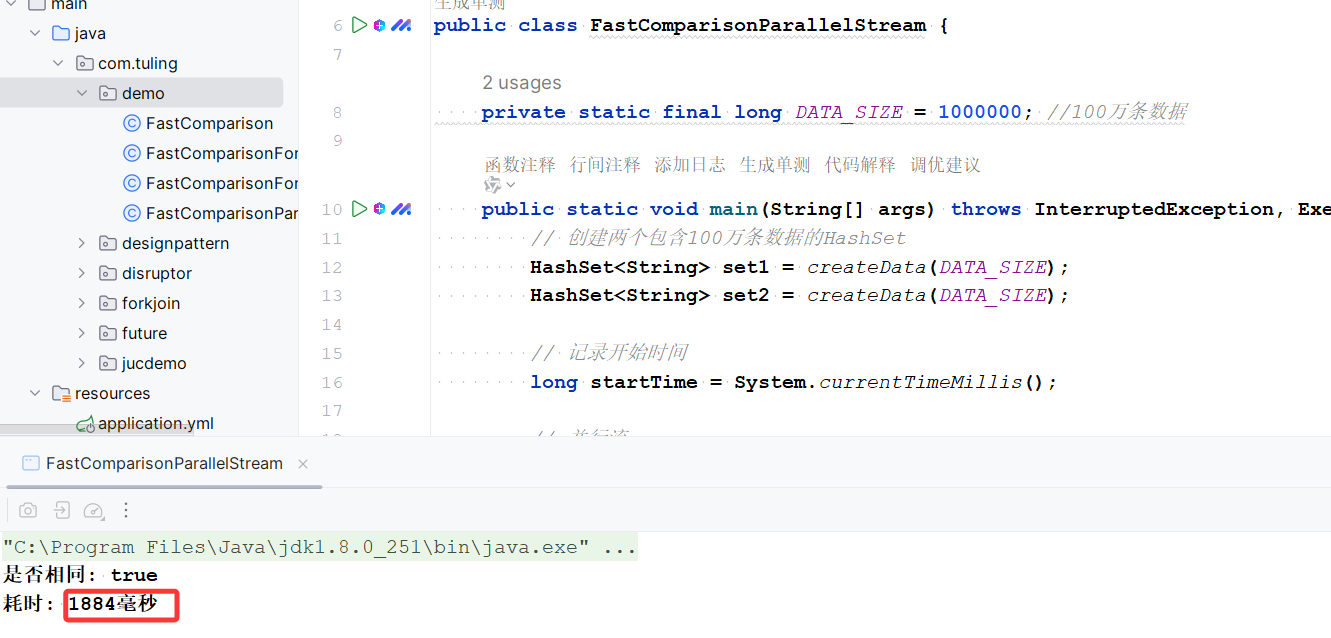 main
java
com.tuling
demo
FastComparison
FastComparisonFor
FastComparisonFor
FastComparisonPar
designpattern
disruptor
forkjoin
future
jucdemo
resources
application.yml
生成单测
6 public class FastComparisonParallelStream {
7
2 usages
8 private static final long DATA_SIZE = 1000000; //100万条数据
9
函数注释 行间注释 添加日志 生成单测 代码解释 调优建议
10 public static void main(String[] args) throws InterruptedException, Exe
11 // 创建两个包含100万条数据的HashSet
12 HashSet<String> set1 = createData(DATA_SIZE);
13 HashSet<String> set2 = createData(DATA_SIZE);
14
15 // 记录开始时间
16 long startTime = System.currentTimeMillis();
17
FastComparisonParallelStream
"C:\Program Files\Java\jdk1.8.0_251\bin\java.exe" ...
是否相同: true
耗时: 1884毫秒